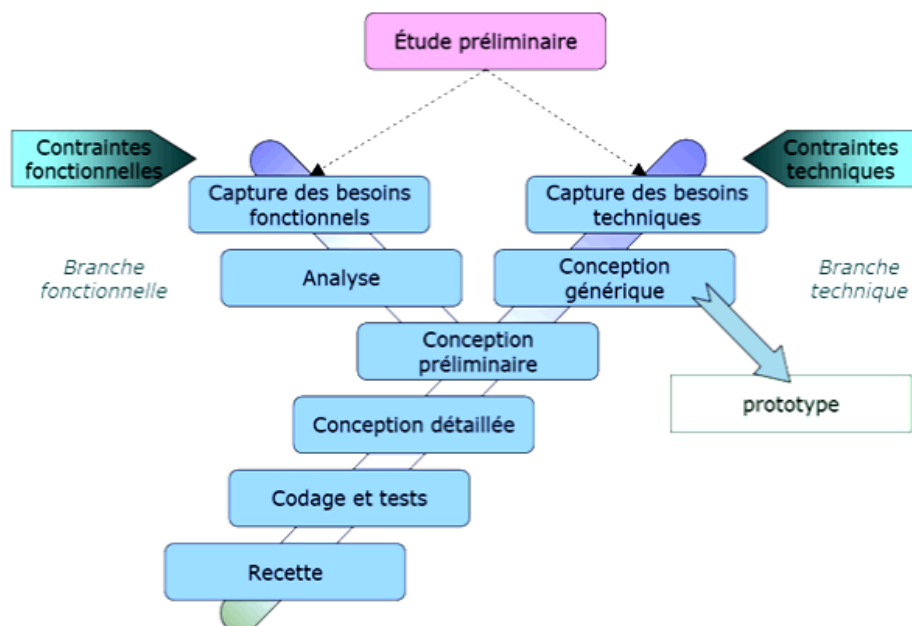 Étude préliminaire
Contraintes
fonctionnelles
Contraintes
techniques
Capture des besoins
fonctionnels
Capture des besoins
techniques
Branche
fonctionnelle
Analyse
Conception
générique
Branche
technique
Conception
préliminaire
prototype
Conception détaillée
Codage et tests
Recette